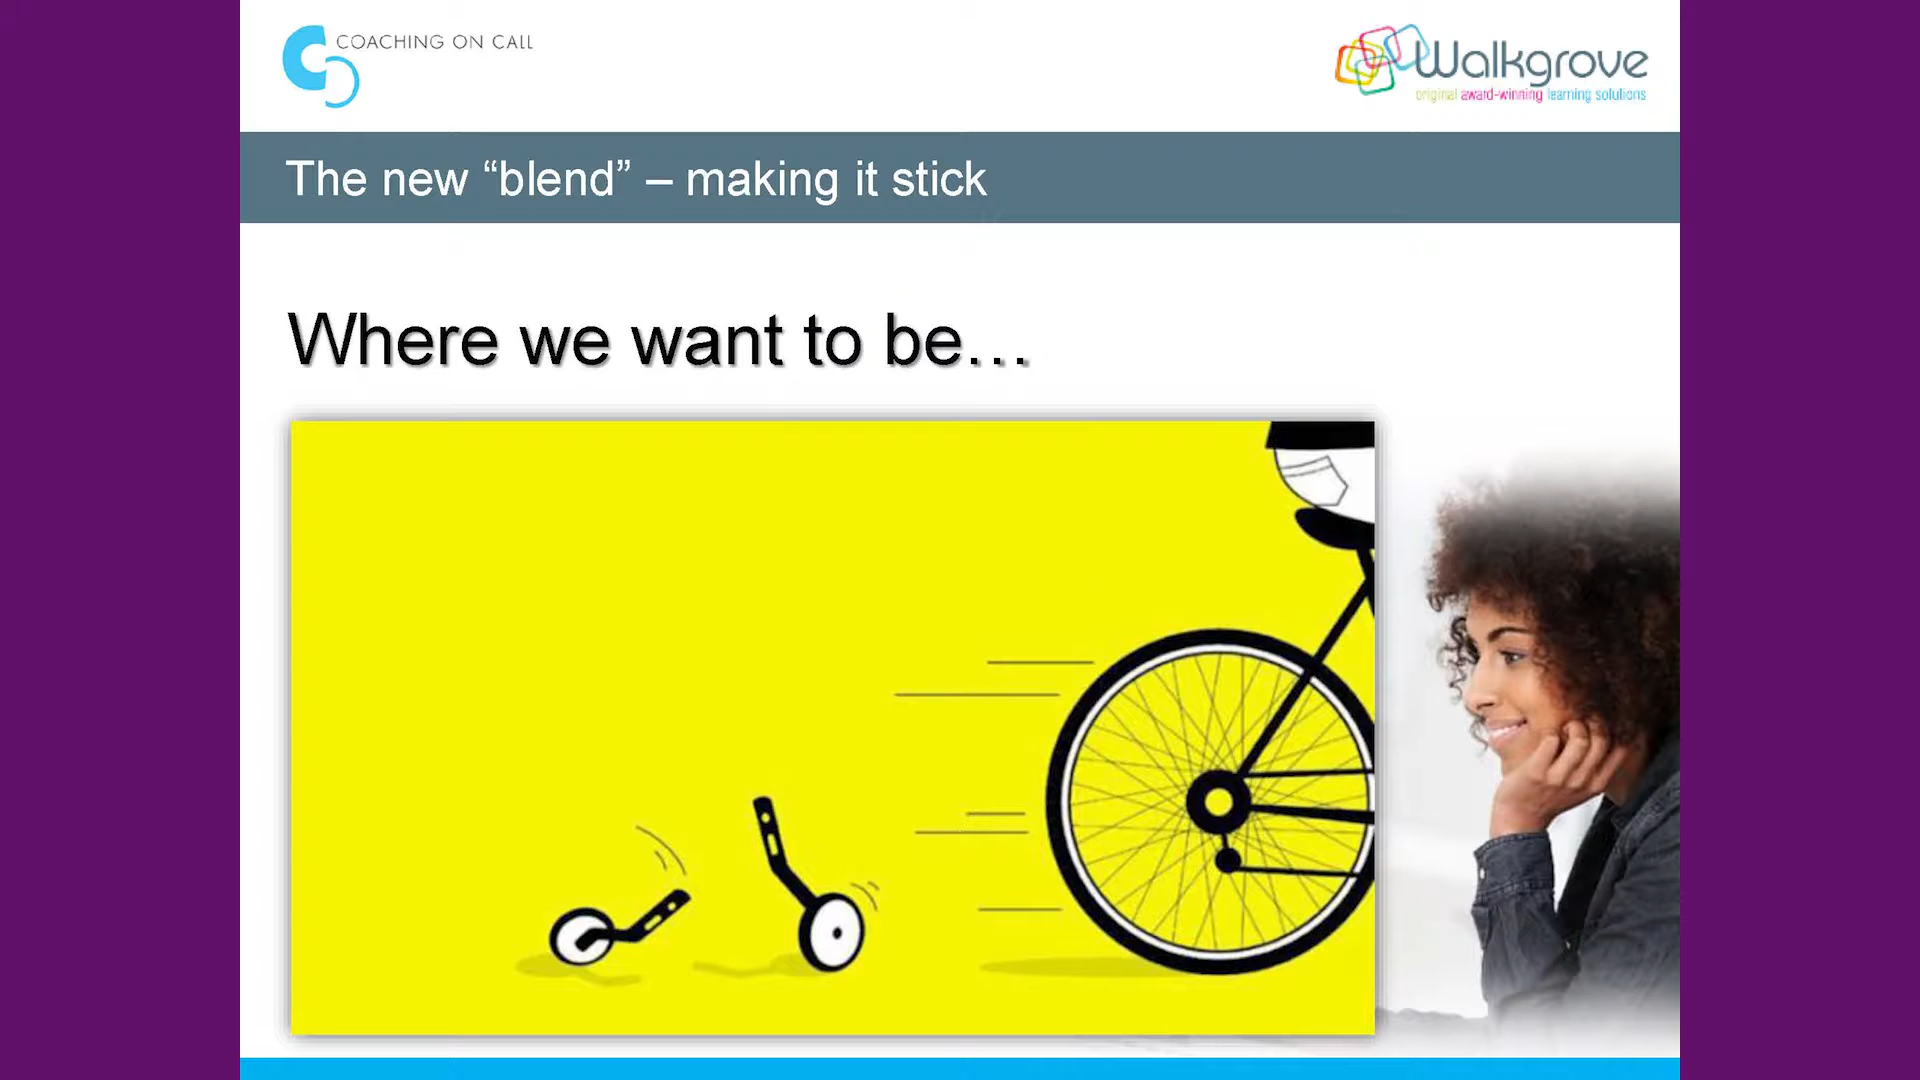 COACHING ON CALL
Walkgrove
original award-winning learning solutions
The new “blend” – making it stick
Where we want to be…